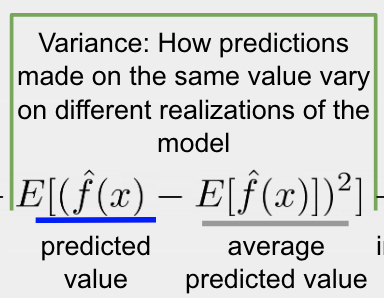 Variance: How predictions
made on the same value vary
on different realizations of the
model
E[(f̂(x) − E[f̂(x)])²]
predicted average
value predicted value